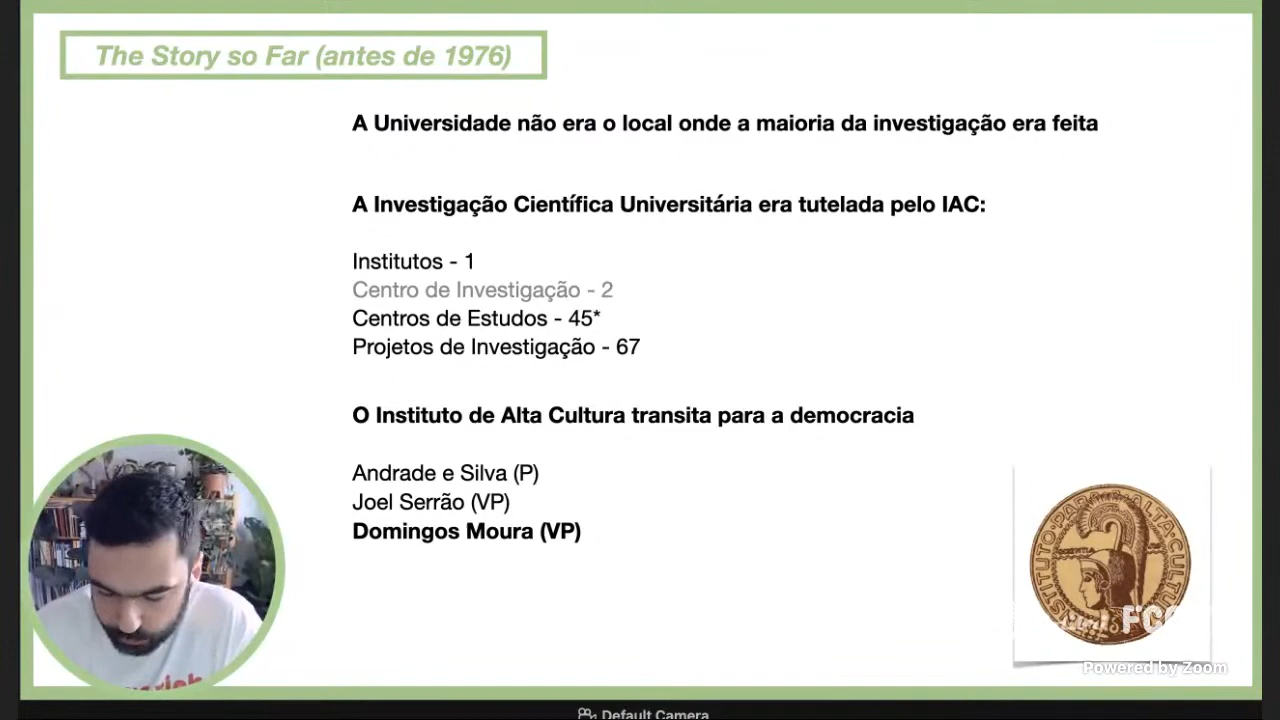 The Story so Far (antes de 1976)
A Universidade não era o local onde a maioria da investigação era feita
A Investigação Científica Universitária era tutelada pelo IAC:
Institutos - 1
Centro de Investigação - 2
Centros de Estudos - 45*
Projetos de Investigação - 67
O Instituto de Alta Cultura transita para a democracia
Andrade e Silva (P)
Joel Serrão (VP)
Domingos Moura (VP)
INSTITUTO PARA ALTA CULTURA
Powered by Zoom
Default Camera